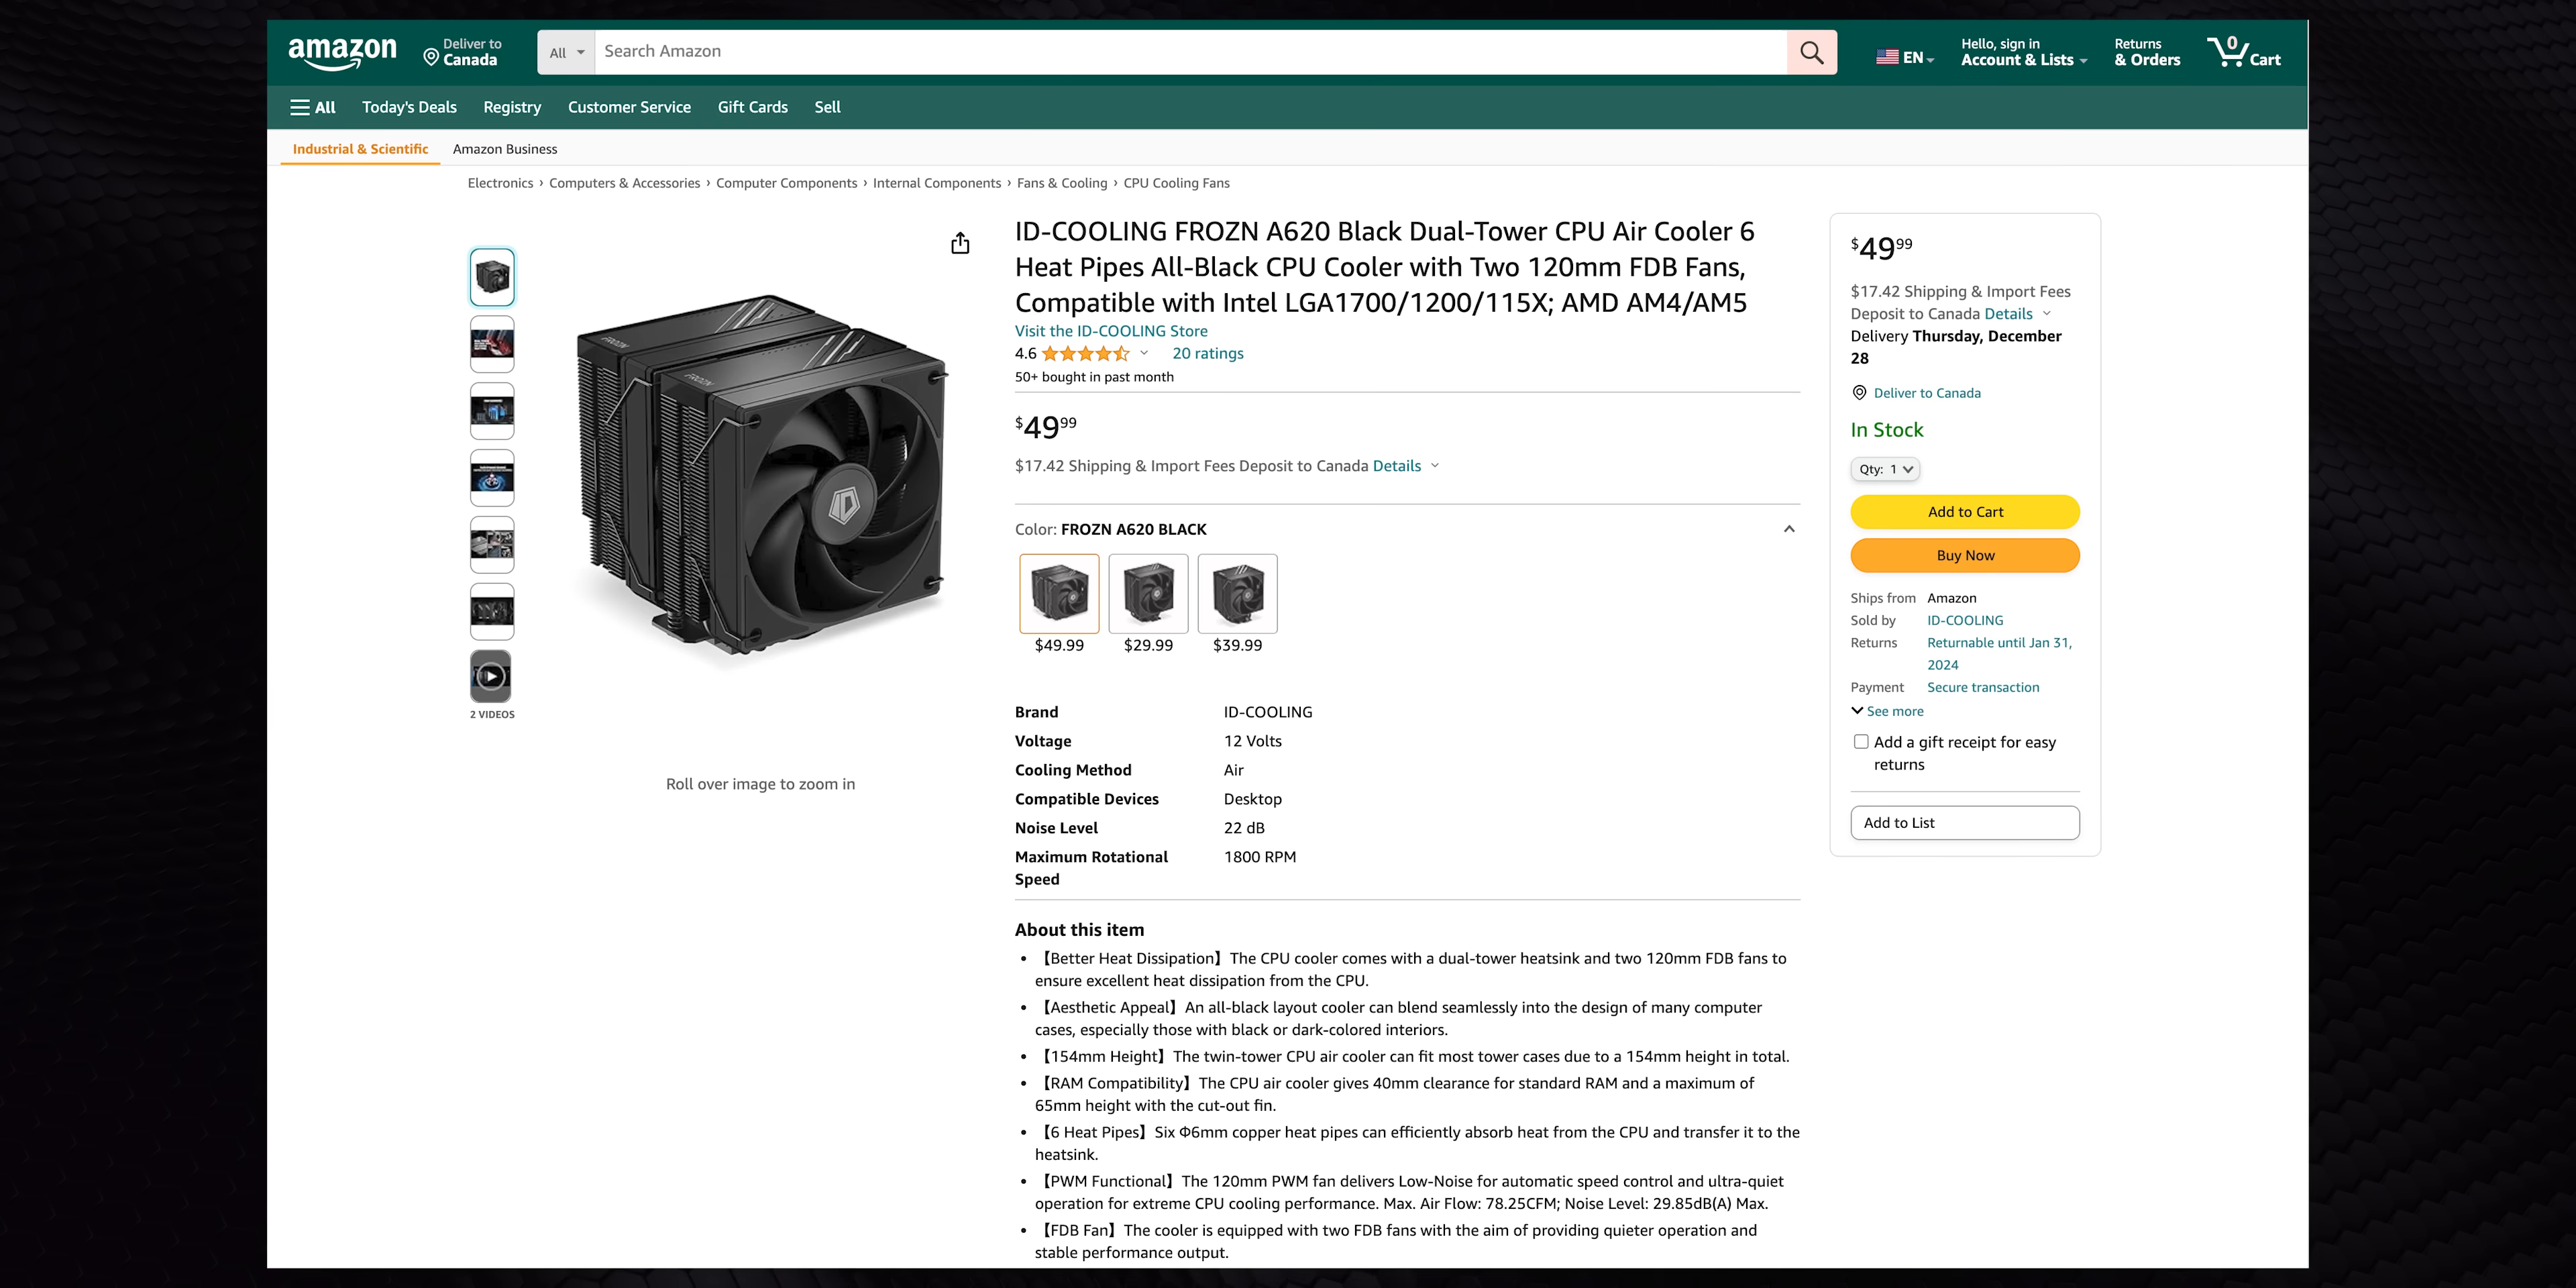 amazon
Deliver to
Canada
All
Search Amazon
EN
Hello, sign in
Account & Lists
Returns
& Orders
0
Cart
All
Today's Deals
Registry
Customer Service
Gift Cards
Sell
Industrial & Scientific
Amazon Business
Electronics › Computers & Accessories › Computer Components › Internal Components › Fans & Cooling › CPU Cooling Fans
FROZN
FROZN
2 VIDEOS
Roll over image to zoom in
ID-COOLING FROZN A620 Black Dual-Tower CPU Air Cooler 6
Heat Pipes All-Black CPU Cooler with Two 120mm FDB Fans,
Compatible with Intel LGA1700/1200/115X; AMD AM4/AM5
Visit the ID-COOLING Store
4.6
20 ratings
50+ bought in past month
$49.99
$17.42 Shipping & Import Fees Deposit to Canada Details
Color: FROZN A620 BLACK
$49.99
$29.99
$39.99
Brand ID-COOLING
Voltage 12 Volts
Cooling Method Air
Compatible Devices Desktop
Noise Level 22 dB
Maximum Rotational 1800 RPM
Speed
About this item
• 【Better Heat Dissipation】The CPU cooler comes with a dual-tower heatsink and two 120mm FDB fans to
ensure excellent heat dissipation from the CPU.
• 【Aesthetic Appeal】An all-black layout cooler can blend seamlessly into the design of many computer
cases, especially those with black or dark-colored interiors.
• 【154mm Height】The twin-tower CPU air cooler can fit most tower cases due to a 154mm height in total.
• 【RAM Compatibility】The CPU air cooler gives 40mm clearance for standard RAM and a maximum of
65mm height with the cut-out fin.
• 【6 Heat Pipes】Six Φ6mm copper heat pipes can efficiently absorb heat from the CPU and transfer it to the
heatsink.
• 【PWM Functional】The 120mm PWM fan delivers Low-Noise for automatic speed control and ultra-quiet
operation for extreme CPU cooling performance. Max. Air Flow: 78.25CFM; Noise Level: 29.85dB(A) Max.
• 【FDB Fan】The cooler is equipped with two FDB fans with the aim of providing quieter operation and
stable performance output.
$49.99
$17.42 Shipping & Import Fees
Deposit to Canada Details
Delivery Thursday, December
28
Deliver to Canada
In Stock
Qty: 1
Add to Cart
Buy Now
Ships from Amazon
Sold by ID-COOLING
Returns Returnable until Jan 31,
2024
Payment Secure transaction
See more
Add a gift receipt for easy
returns
Add to List